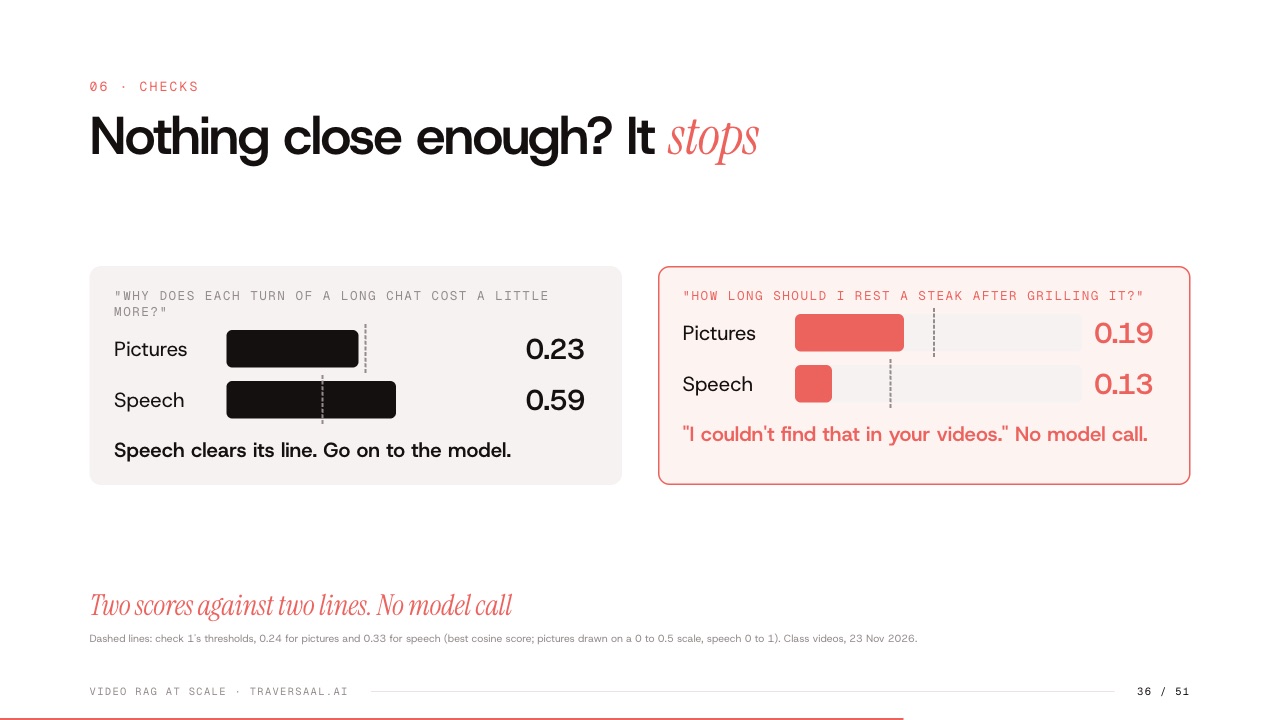 06 · CHECKS
Nothing close enough? It stops
"WHY DOES EACH TURN OF A LONG CHAT COST A LITTLE
MORE?"
Pictures 0.23
Speech 0.59
Speech clears its line. Go on to the model.
"HOW LONG SHOULD I REST A STEAK AFTER GRILLING IT?"
Pictures 0.19
Speech 0.13
"I couldn't find that in your videos." No model call.
Two scores against two lines. No model call
Dashed lines: check 1's thresholds, 0.24 for pictures and 0.33 for speech (best cosine score; pictures drawn on a 0 to 0.5 scale, speech 0 to 1). Class videos, 23 Nov 2026.
VIDEO RAG AT SCALE · TRAVERSAAL.AI
36 / 51